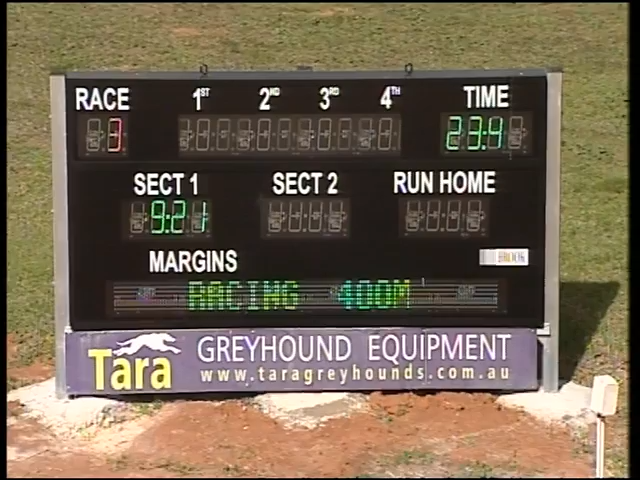 RACE 1ST 2ND 3RD 4TH TIME
3 23:4
SECT 1 SECT 2 RUN HOME
9:21
MARGINS
RACING 400M
Tara GREYHOUND EQUIPMENT
www.taragreyhounds.com.au